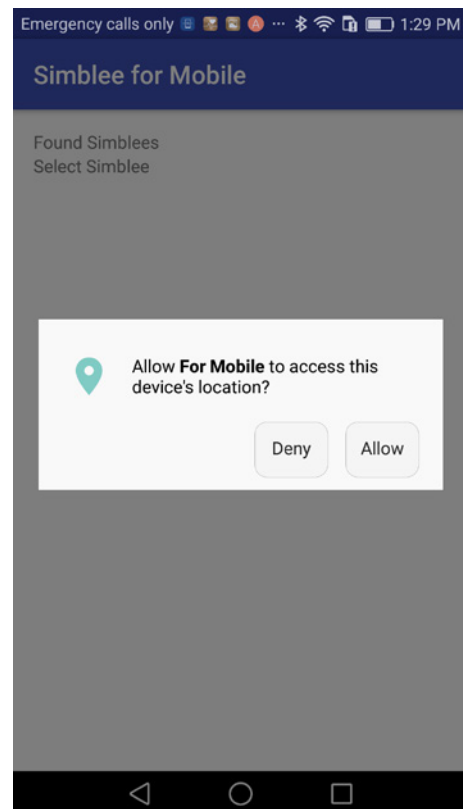 Emergency calls only 1:29 PM
Simblee for Mobile
Found Simblees
Select Simblee
Allow For Mobile to access this
device's location?
Deny Allow